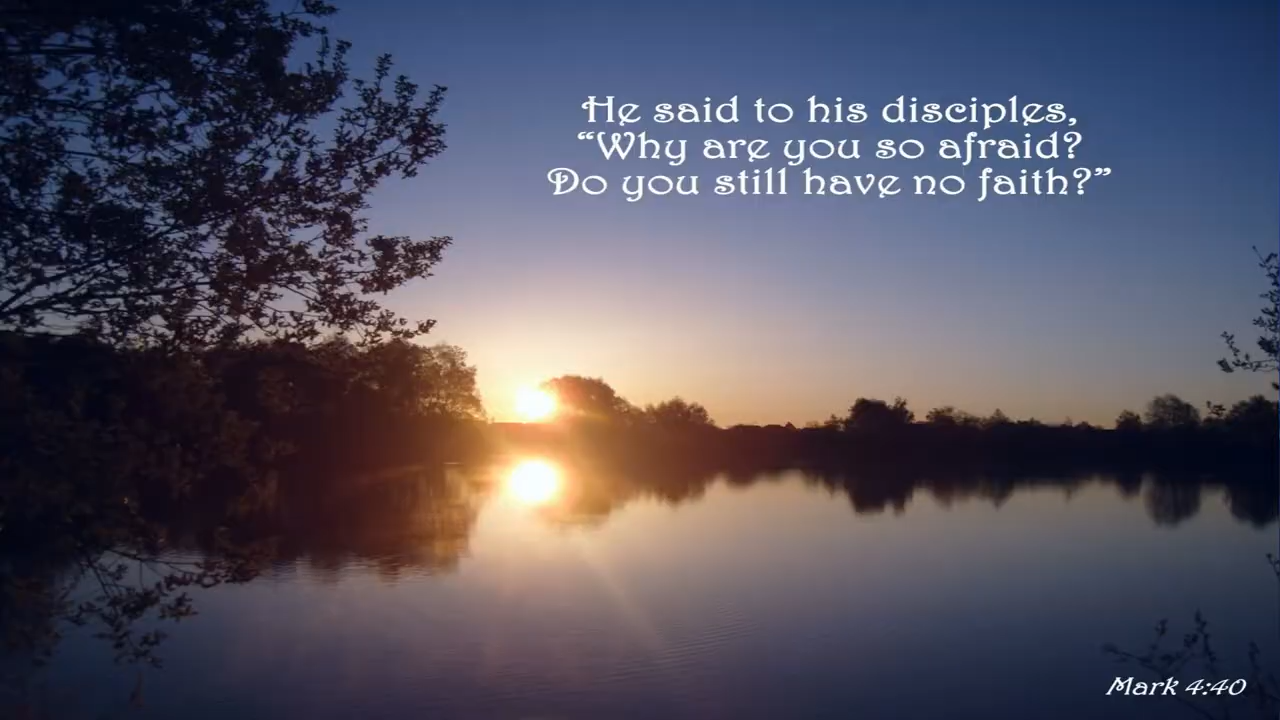 He said to his disciples,
“Why are you so afraid?
Do you still have no faith?”
Mark 4:40